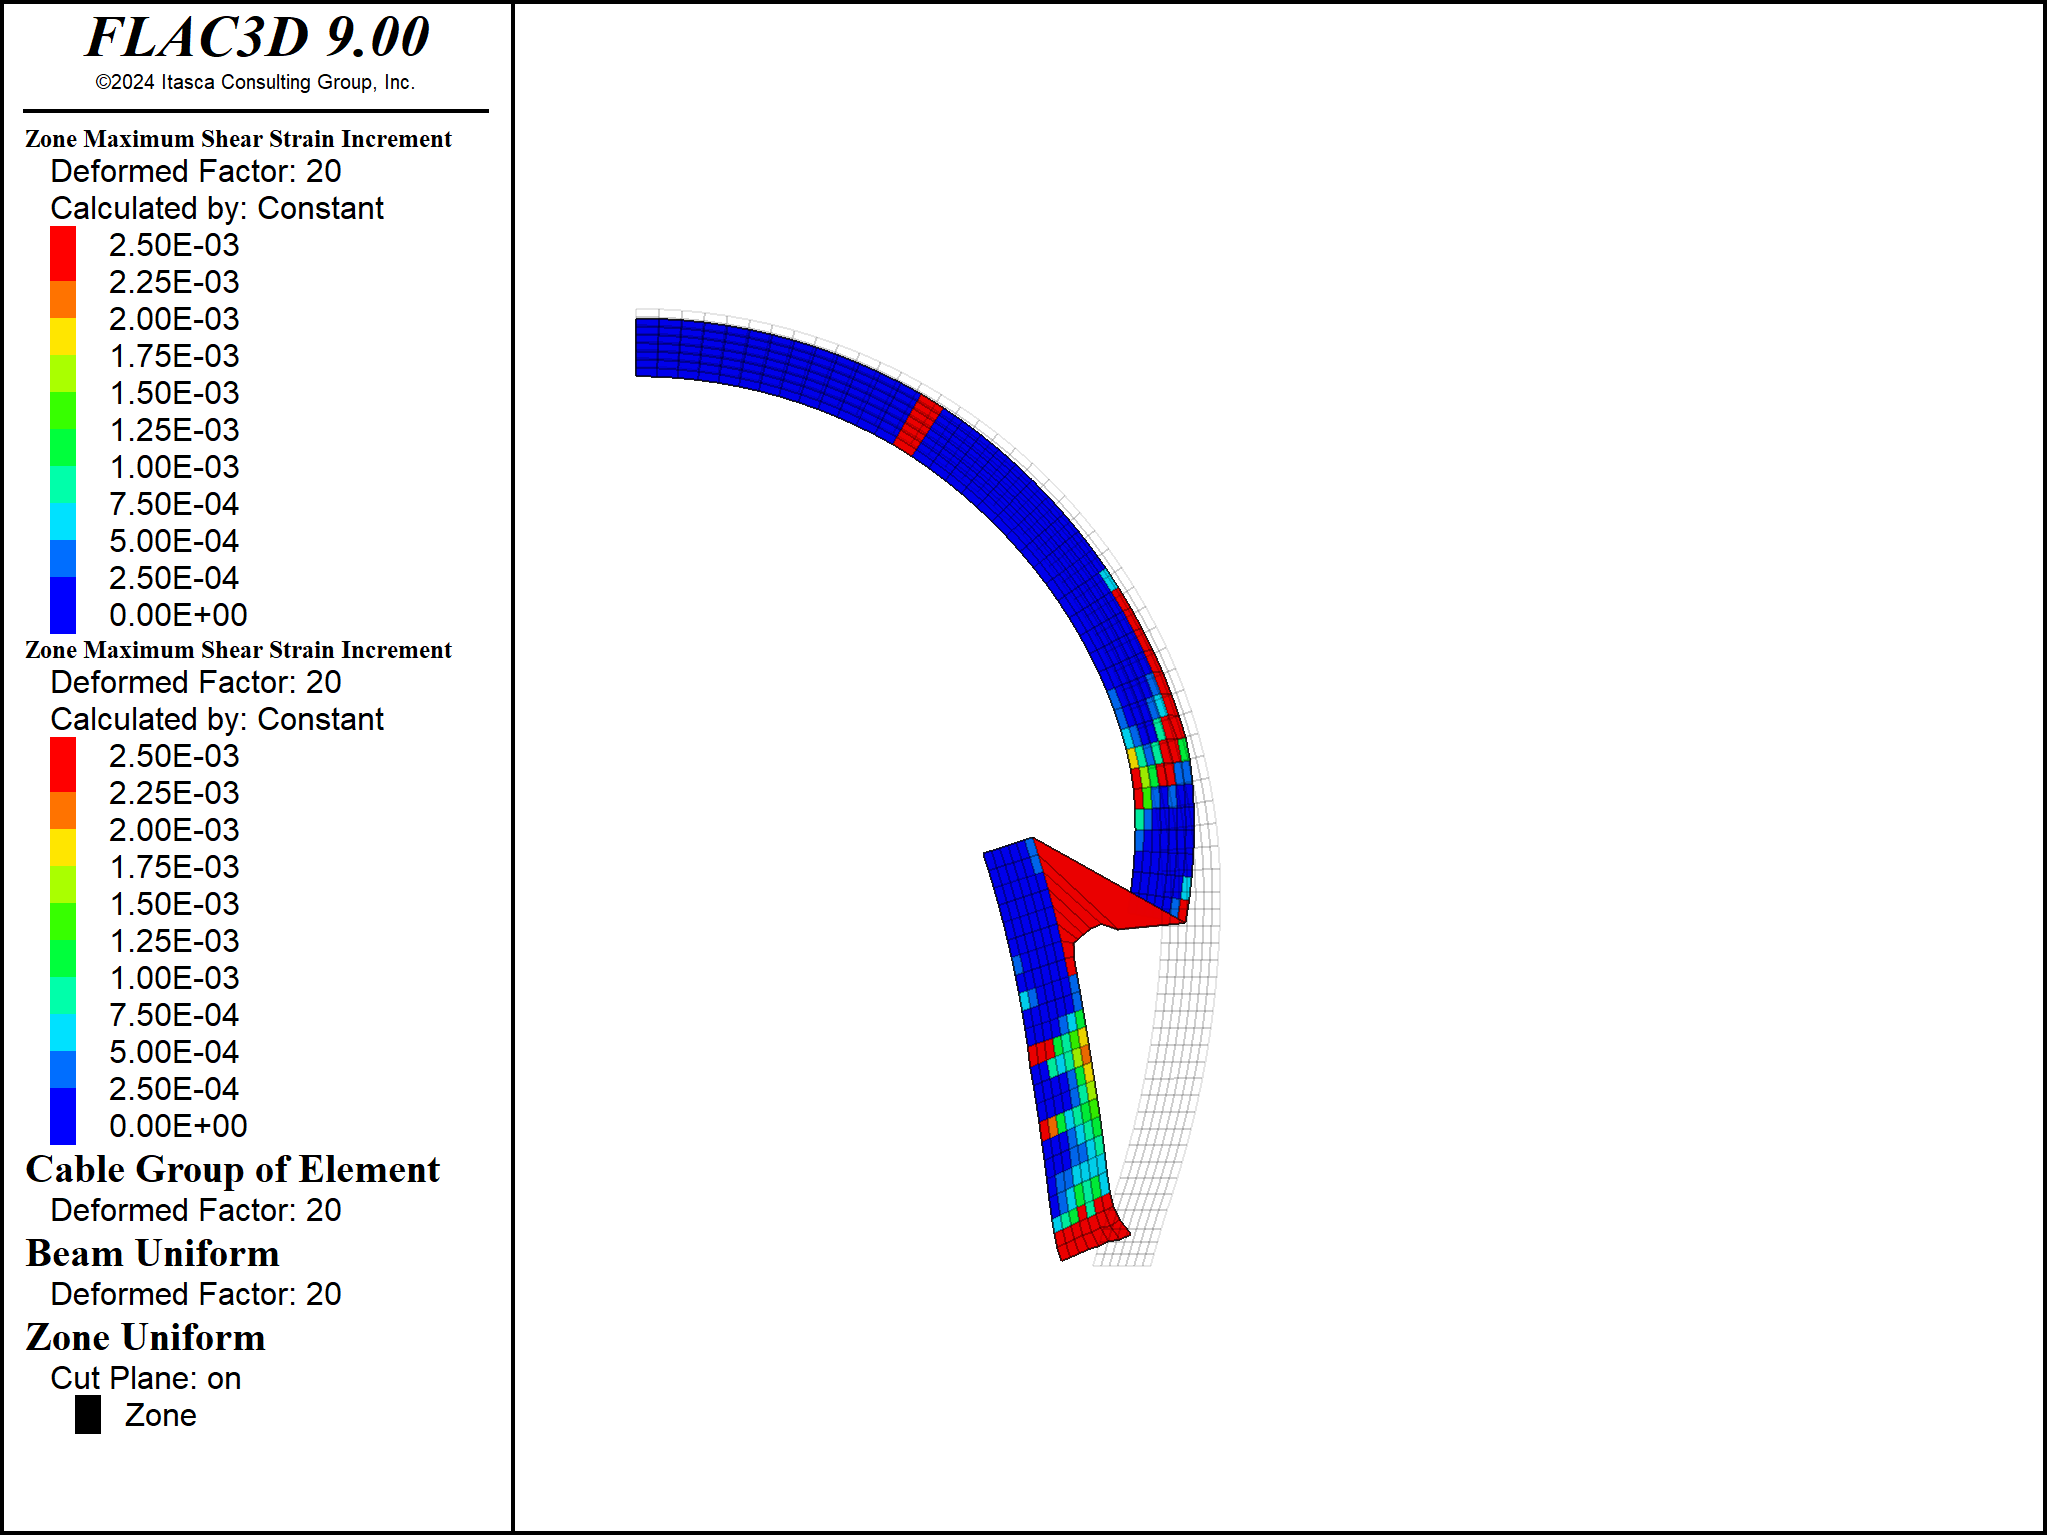 FLAC3D 9.00
©2024 Itasca Consulting Group, Inc.
Zone Maximum Shear Strain Increment
Deformed Factor: 20
Calculated by: Constant
2.50E-03
2.25E-03
2.00E-03
1.75E-03
1.50E-03
1.25E-03
1.00E-03
7.50E-04
5.00E-04
2.50E-04
0.00E+00
Zone Maximum Shear Strain Increment
Deformed Factor: 20
Calculated by: Constant
2.50E-03
2.25E-03
2.00E-03
1.75E-03
1.50E-03
1.25E-03
1.00E-03
7.50E-04
5.00E-04
2.50E-04
0.00E+00
Cable Group of Element
Deformed Factor: 20
Beam Uniform
Deformed Factor: 20
Zone Uniform
Cut Plane: on
Zone